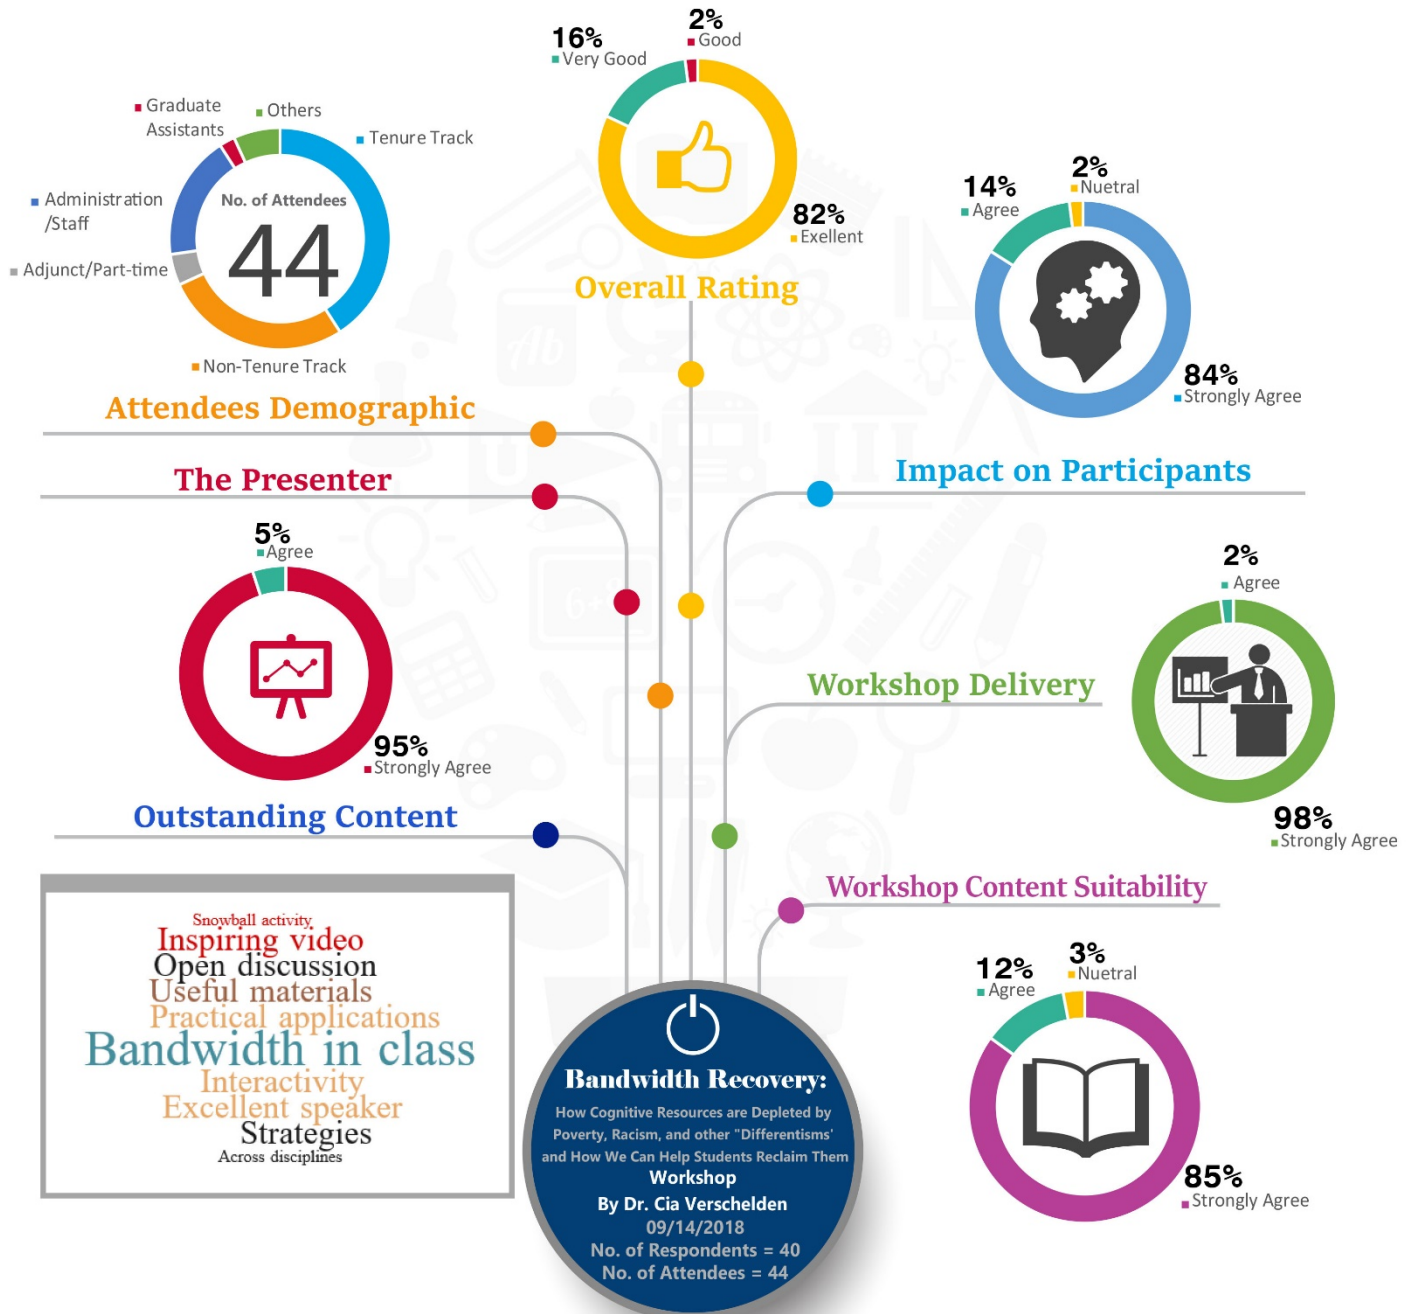 16%
Very Good
2%
Good
82%
Exellent
Overall Rating
Graduate
Assistants
Others
Tenure Track
Administration
/Staff
Adjunct/Part-time
Non-Tenure Track
No. of Attendees
44
Attendees Demographic
14%
Agree
2%
Nuetral
84%
Strongly Agree
Impact on Participants
The Presenter
5%
Agree
95%
Strongly Agree
2%
Agree
98%
Strongly Agree
Workshop Delivery
Outstanding Content
Snowball activity
Inspiring video
Open discussion
Useful materials
Practical applications
Bandwidth in class
Interactivity
Excellent speaker
Strategies
Across disciplines
Workshop Content Suitability
12%
Agree
3%
Nuetral
85%
Strongly Agree
Bandwidth Recovery:
How Cognitive Resources are Depleted by
Poverty, Racism, and other "Differentisms'
and How We Can Help Students Reclaim Them
Workshop
By Dr. Cia Verschelden
09/14/2018
No. of Respondents = 40
No. of Attendees = 44
Ab
U